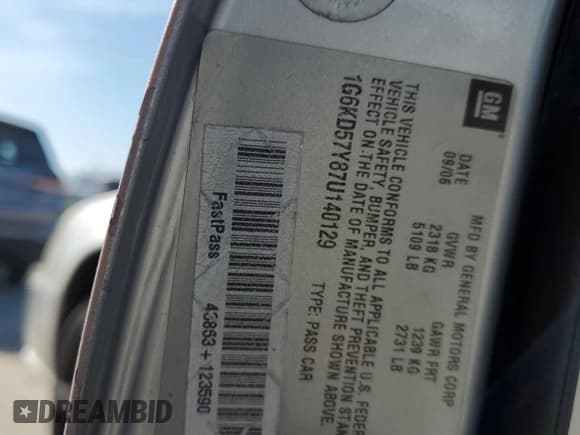 GM
MFD BY GENERAL MOTORS CORP
DATE GVWR GAWR FRT
09/06 2318 KG 1239 KG
5109 LB 2731 LB
THIS VEHICLE CONFORMS TO ALL APPLICABLE U.S. FEDER
VEHICLE SAFETY, BUMPER, AND THEFT PREVENTION STAN
EFFECT ON THE DATE OF MANUFACTURE SHOWN ABOVE.
1G6KD57Y87U140129 TYPE: PASS CAR
FastPass 43863+123590
DREAMBID